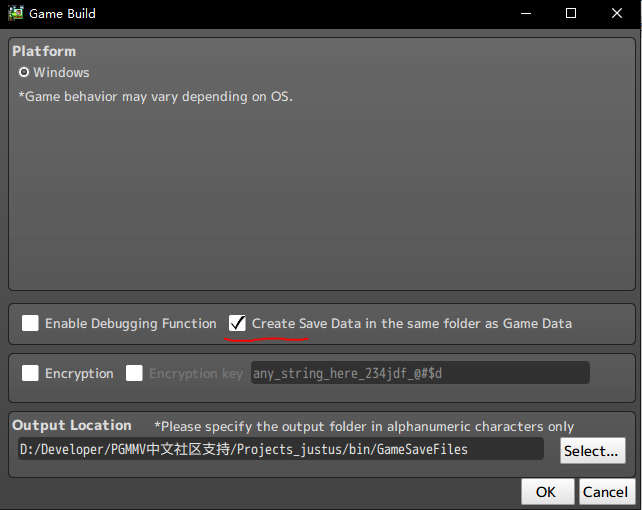 Game Build
Platform
Windows
*Game behavior may vary depending on OS.
Enable Debugging Function Create Save Data in the same folder as Game Data
Encryption Encryption key any_string_here_234jdf_@#$d
Output Location *Please specify the output folder in alphanumeric characters only
D:/Developer/PGMMV中文社区支持/Projects_justus/bin/GameSaveFiles Select...
OK Cancel